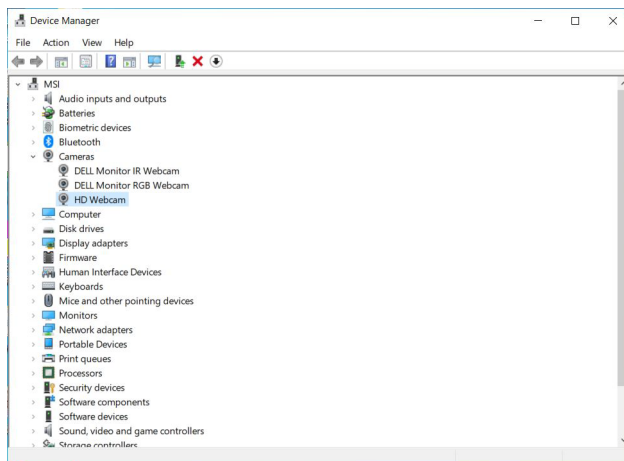 Device Manager
File Action View Help
MSI
Audio inputs and outputs
Batteries
Biometric devices
Bluetooth
Cameras
DELL Monitor IR Webcam
DELL Monitor RGB Webcam
HD Webcam
Computer
Disk drives
Display adapters
Firmware
Human Interface Devices
Keyboards
Mice and other pointing devices
Monitors
Network adapters
Portable Devices
Print queues
Processors
Security devices
Software components
Software devices
Sound, video and game controllers
Storage controllers